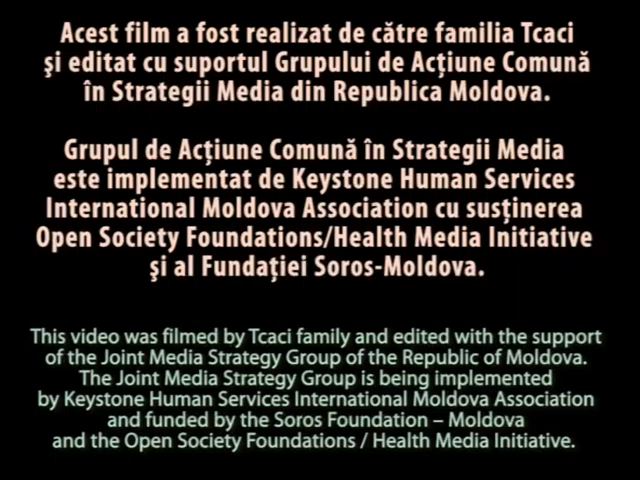 Acest film a fost realizat de către familia Tcaci
şi editat cu suportul Grupului de Acţiune Comună
în Strategii Media din Republica Moldova.
Grupul de Acţiune Comună în Strategii Media
este implementat de Keystone Human Services
International Moldova Association cu susţinerea
Open Society Foundations/Health Media Initiative
şi al Fundaţiei Soros-Moldova.
This video was filmed by Tcaci family and edited with the support
of the Joint Media Strategy Group of the Republic of Moldova.
The Joint Media Strategy Group is being implemented
by Keystone Human Services International Moldova Association
and funded by the Soros Foundation – Moldova
and the Open Society Foundations / Health Media Initiative.